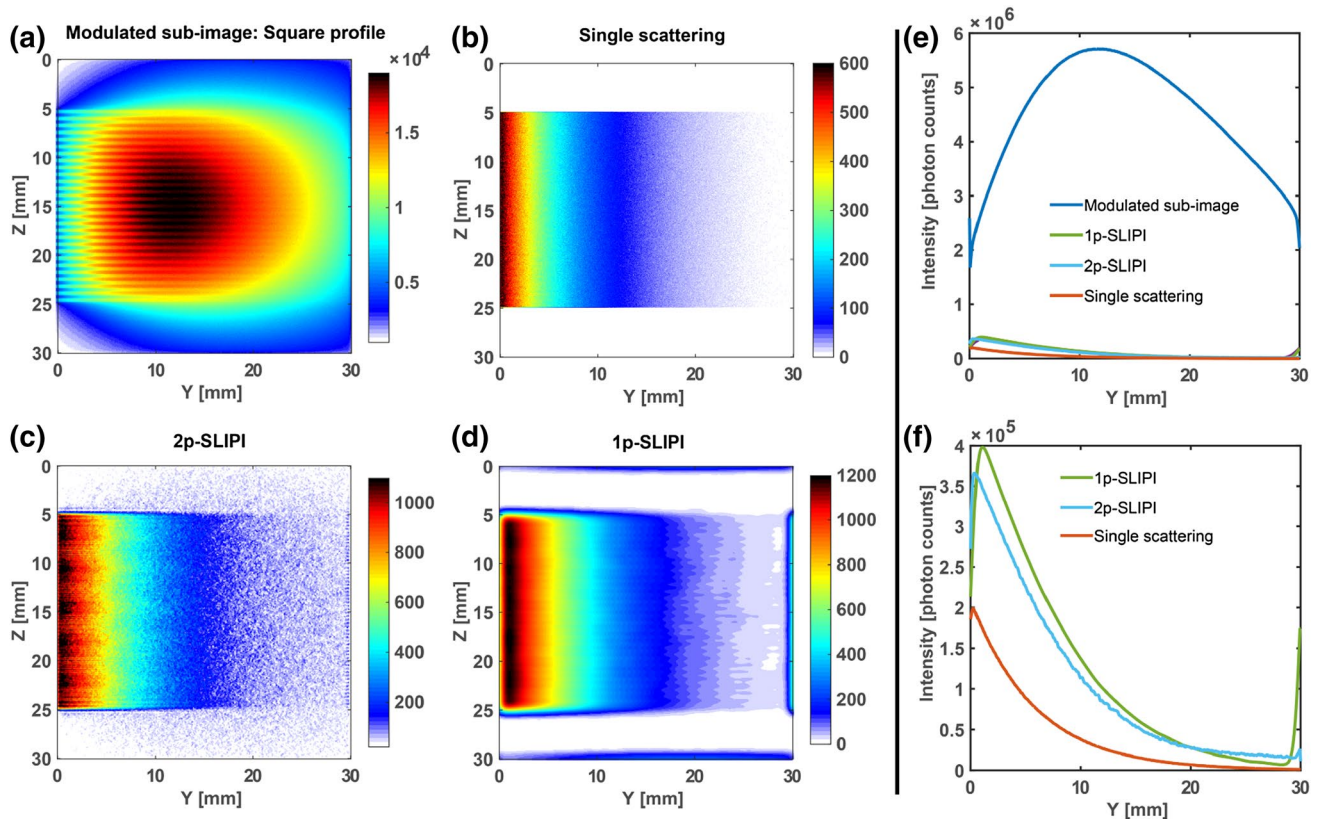 (a) Modulated sub-image: Square profile
× 10⁴
0
5
10
15
20
25
30
Z [mm]
0 10 20 30
Y [mm]
1.5
1
0.5
(b) Single scattering
0
5
10
15
20
25
30
Z [mm]
0 10 20 30
Y [mm]
600
500
400
300
200
100
0
(c) 2p-SLIPI
0
5
10
15
20
25
30
Z [mm]
0 10 20 30
Y [mm]
1000
800
600
400
200
(d) 1p-SLIPI
0
5
10
15
20
25
30
Z [mm]
0 10 20 30
Y [mm]
1200
1000
800
600
400
200
0
(e)
× 10⁶
6
5
4
3
2
1
0
Intensity [photon counts]
Modulated sub-image
1p-SLIPI
2p-SLIPI
Single scattering
0 10 20 30
Y [mm]
(f)
× 10⁵
4
3.5
3
2.5
2
1.5
1
0.5
0
Intensity [photon counts]
1p-SLIPI
2p-SLIPI
Single scattering
0 10 20 30
Y [mm]